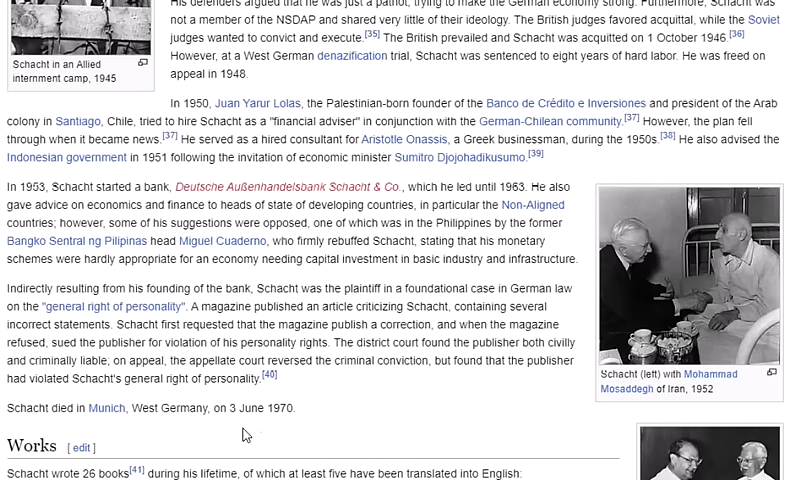 His defenders argued that he was just a patriot, trying to make the German economy strong. Furthermore, Schacht was
not a member of the NSDAP and shared very little of their ideology. The British judges favored acquittal, while the Soviet
judges wanted to convict and execute.[35] The British prevailed and Schacht was acquitted on 1 October 1946.[36]
However, at a West German denazification trial, Schacht was sentenced to eight years of hard labor. He was freed on
appeal in 1948.
Schacht in an Allied
internment camp, 1945
In 1950, Juan Yarur Lolas, the Palestinian-born founder of the Banco de Crédito e Inversiones and president of the Arab
colony in Santiago, Chile, tried to hire Schacht as a "financial adviser" in conjunction with the German-Chilean community.[37] However, the plan fell
through when it became news.[37] He served as a hired consultant for Aristotle Onassis, a Greek businessman, during the 1950s.[38] He also advised the
Indonesian government in 1951 following the invitation of economic minister Sumitro Djojohadikusumo.[39]
In 1953, Schacht started a bank, Deutsche Außenhandelsbank Schacht & Co., which he led until 1963. He also
gave advice on economics and finance to heads of state of developing countries, in particular the Non-Aligned
countries; however, some of his suggestions were opposed, one of which was in the Philippines by the former
Bangko Sentral ng Pilipinas head Miguel Cuaderno, who firmly rebuffed Schacht, stating that his monetary
schemes were hardly appropriate for an economy needing capital investment in basic industry and infrastructure.
Indirectly resulting from his founding of the bank, Schacht was the plaintiff in a foundational case in German law
on the "general right of personality". A magazine published an article criticizing Schacht, containing several
incorrect statements. Schacht first requested that the magazine publish a correction, and when the magazine
refused, sued the publisher for violation of his personality rights. The district court found the publisher both civilly
and criminally liable; on appeal, the appellate court reversed the criminal conviction, but found that the publisher
had violated Schacht's general right of personality.[40]
Schacht (left) with Mohammad
Mosaddegh of Iran, 1952
Schacht died in Munich, West Germany, on 3 June 1970.
Works [ edit ]
Schacht wrote 26 books[41] during his lifetime, of which at least five have been translated into English: